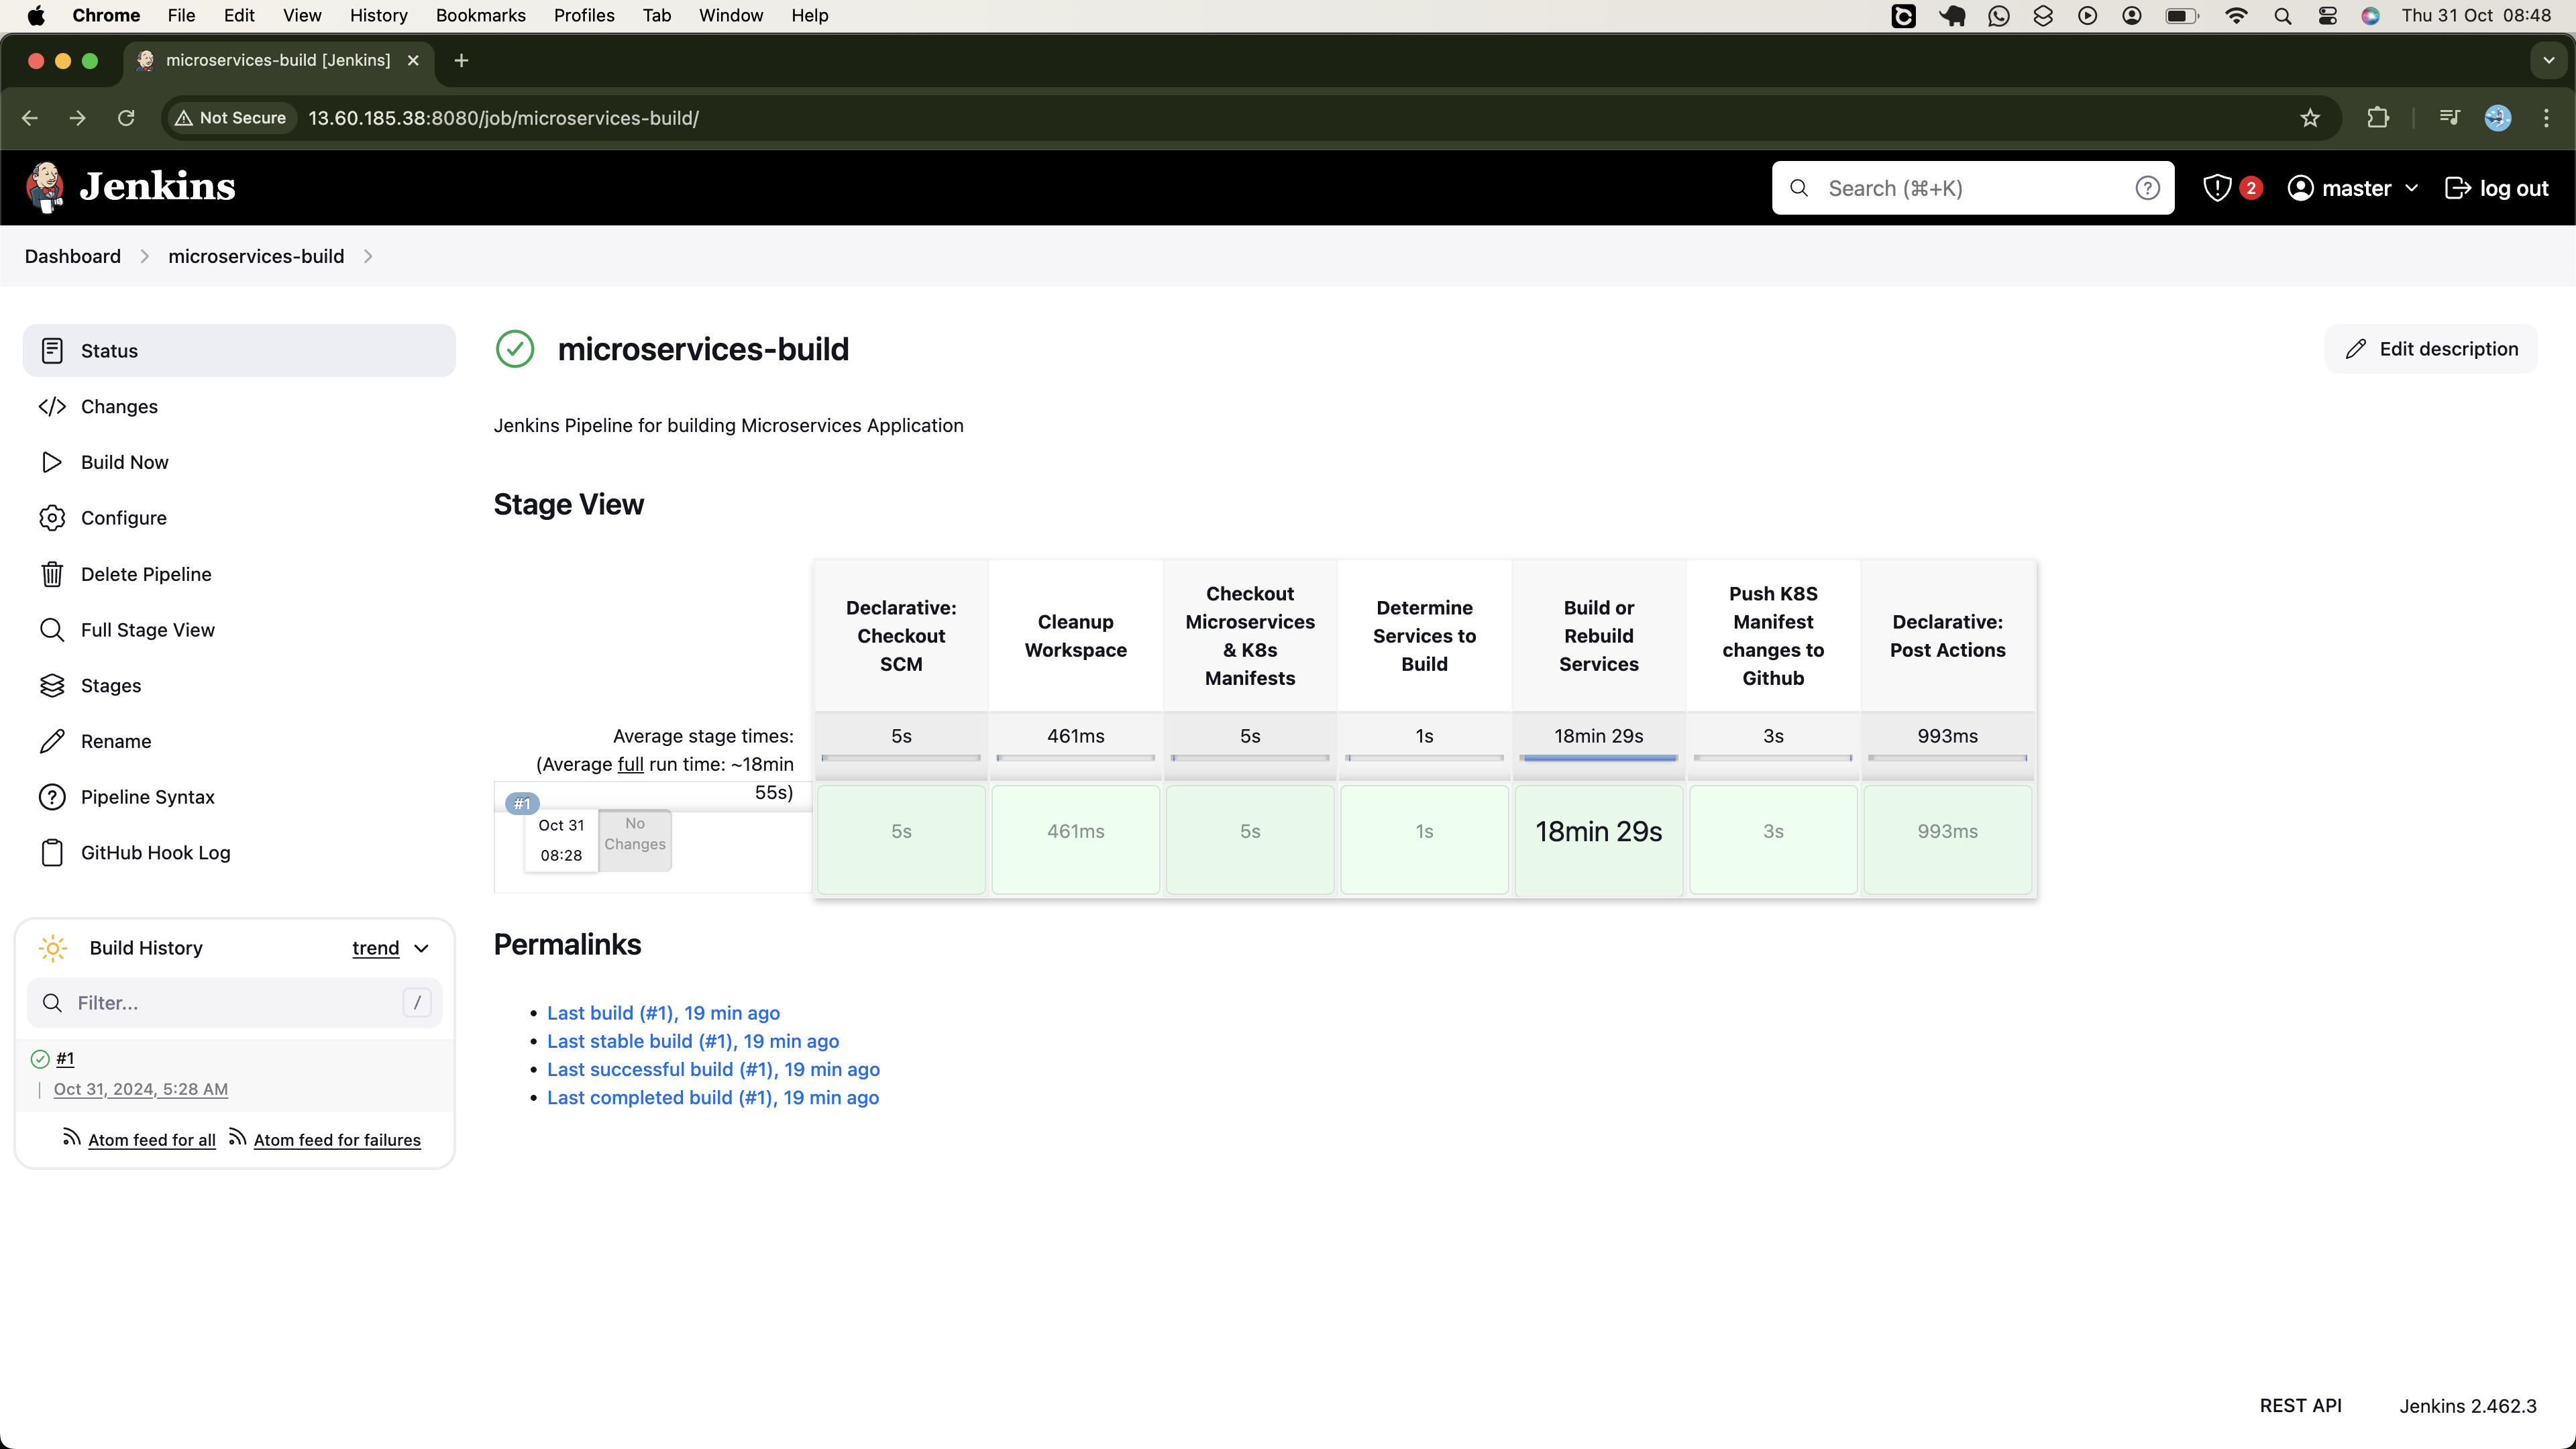 Chrome File Edit View History Bookmarks Profiles Tab Window Help Thu 31 Oct 08:48
microservices-build [Jenkins]
Not Secure 13.60.185.38:8080/job/microservices-build/
Jenkins Search (⌘+K) ? 2 master log out
Dashboard microservices-build
Status
Changes
Build Now
Configure
Delete Pipeline
Full Stage View
Stages
Rename
Pipeline Syntax
GitHub Hook Log
Build History trend
Filter... /
#1
Oct 31, 2024, 5:28 AM
Atom feed for all Atom feed for failures
microservices-build
Edit description
Jenkins Pipeline for building Microservices Application
Stage View
Declarative: Checkout SCM
Cleanup Workspace
Checkout Microservices & K8s Manifests
Determine Services to Build
Build or Rebuild Services
Push K8S Manifest changes to Github
Declarative: Post Actions
Average stage times:
(Average full run time: ~18min
55s)
5s 461ms 5s 1s 18min 29s 3s 993ms
#1
Oct 31
08:28
No
Changes
5s 461ms 5s 1s 18min 29s 3s 993ms
Permalinks
Last build (#1), 19 min ago
Last stable build (#1), 19 min ago
Last successful build (#1), 19 min ago
Last completed build (#1), 19 min ago
REST API Jenkins 2.462.3